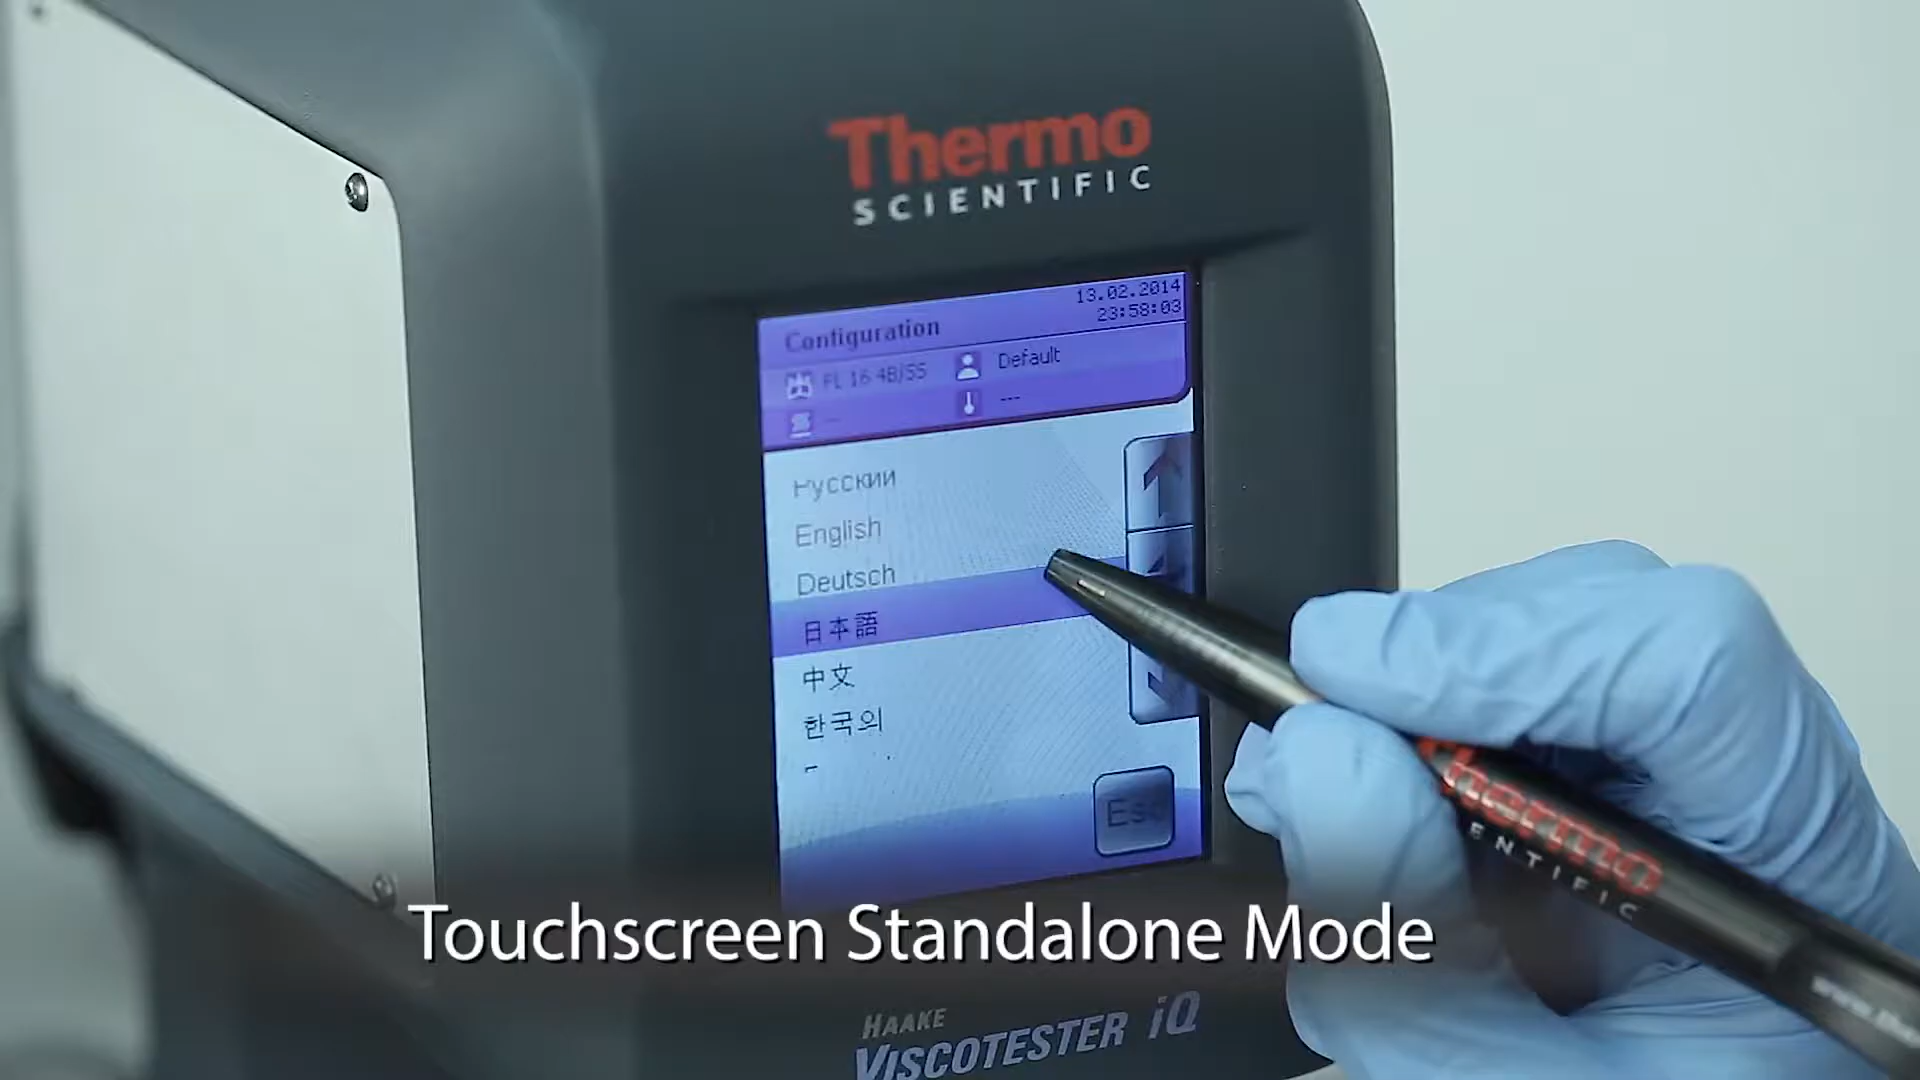 Thermo
SCIENTIFIC
13.02.2014
23:58:03
Configuration
FL 16 4B/SS
Default
---
Русский
English
Deutsch
日本語
中文
한국의
Esc
Thermo
ENTIFIC
Touchscreen Standalone Mode
HAAKE
VISCOTESTER iQ